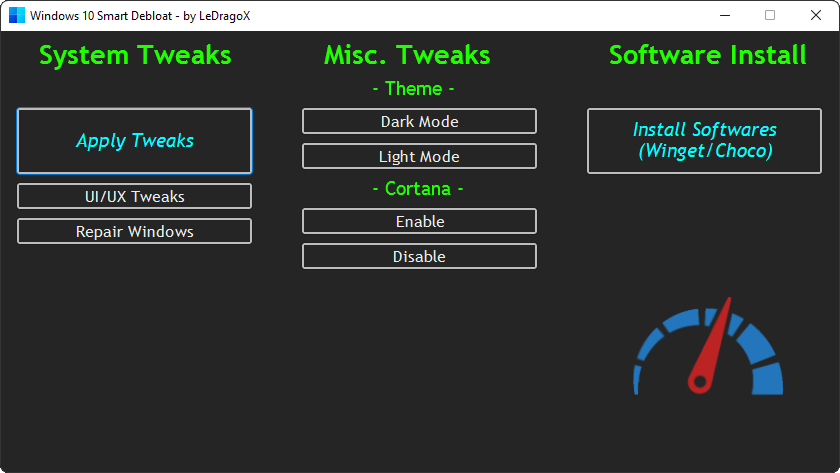 Windows 10 Smart Debloat - by LeDragoX
System Tweaks
Apply Tweaks
UI/UX Tweaks
Repair Windows
Misc. Tweaks
- Theme -
Dark Mode
Light Mode
- Cortana -
Enable
Disable
Software Install
Install Softwares
(Winget/Choco)